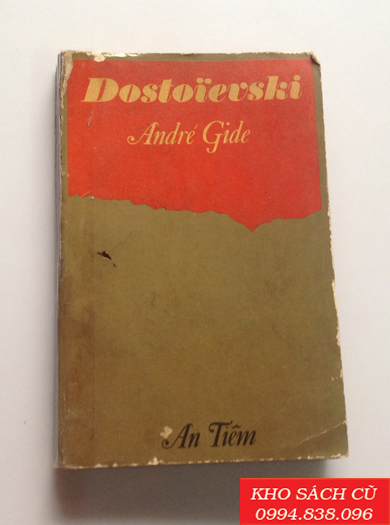 Dostoïevski
André Gide
An Tiêm
KHO SÁCH CŨ
0994.838.096